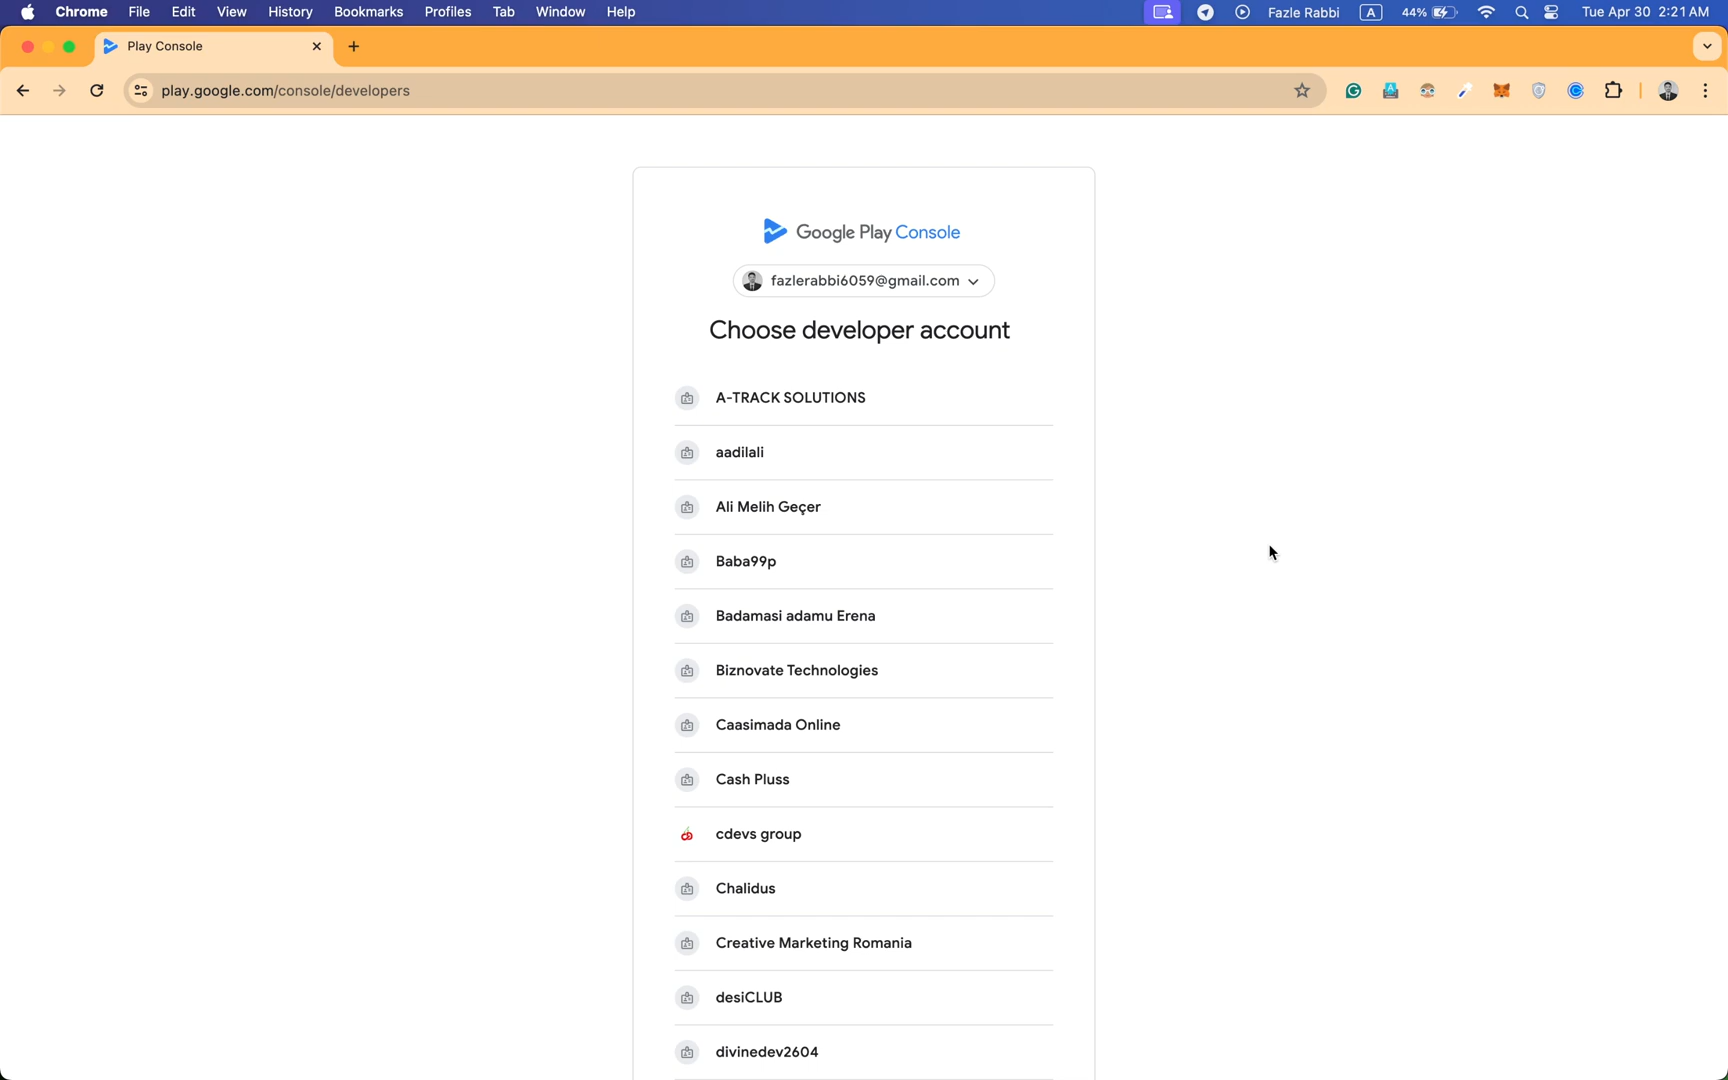 Chrome File Edit View History Bookmarks Profiles Tab Window Help Fazle Rabbi A 44% Tue Apr 30 2:21 AM
Play Console
play.google.com/console/developers
Google Play Console
fazlerabbi6059@gmail.com
Choose developer account
A-TRACK SOLUTIONS
aadilali
Ali Melih Geçer
Baba99p
Badamasi adamu Erena
Biznovate Technologies
Caasimada Online
Cash Pluss
cdevs group
Chalidus
Creative Marketing Romania
desiCLUB
divinedev2604